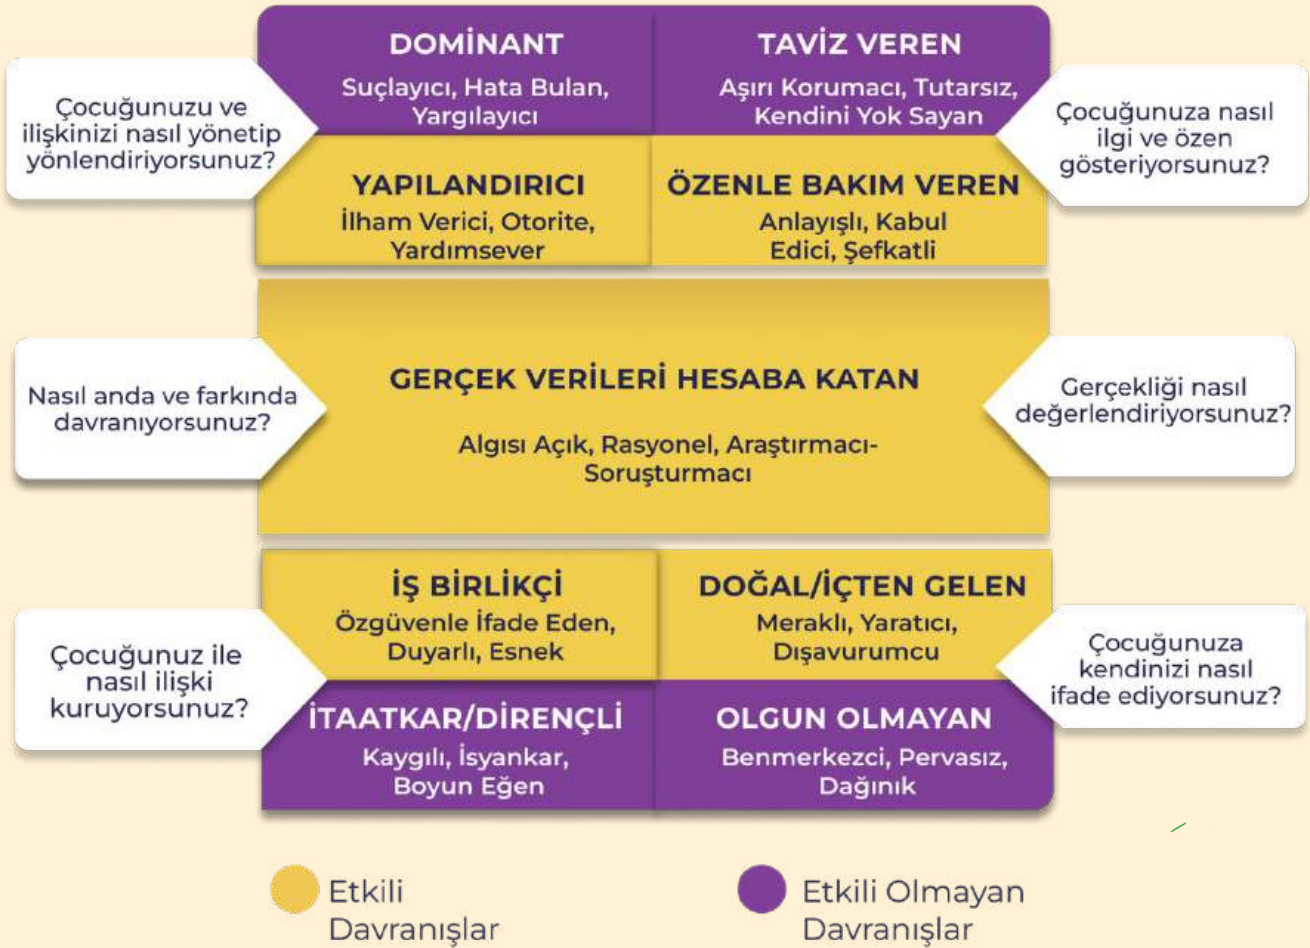 DOMİNANT
Suçlayıcı, Hata Bulan,
Yargılayıcı
TAVİZ VEREN
Aşırı Korumacı, Tutarsız,
Kendini Yok Sayan
Çocuğunuzu ve
ilişkinizi nasıl yönetip
yönlendiriyorsunuz?
Çocuğunuza nasıl
ilgi ve özen
gösteriyorsunuz?
YAPILANDIRICI
İlham Verici, Otorite,
Yardımsever
ÖZENLE BAKIM VEREN
Anlayışlı, Kabul
Edici, Şefkatli
Nasıl anda ve farkında
davranıyorsunuz?
GERÇEK VERİLERİ HESABA KATAN
Algısı Açık, Rasyonel, Araştırmacı-
Soruşturmacı
Gerçekliği nasıl
değerlendiriyorsunuz?
İŞ BİRLİKÇİ
Özgüvenle İfade Eden,
Duyarlı, Esnek
DOĞAL/İÇTEN GELEN
Meraklı, Yaratıcı,
Dışavurumcu
Çocuğunuz ile
nasıl ilişki
kuruyorsunuz?
Çocuğunuza
kendinizi nasıl
ifade ediyorsunuz?
İTAATKAR/DİRENÇLİ
Kaygılı, İsyankar,
Boyun Eğen
OLGUN OLMAYAN
Benmerkezci, Pervasız,
Dağınık
Etkili
Davranışlar
Etkili Olmayan
Davranışlar